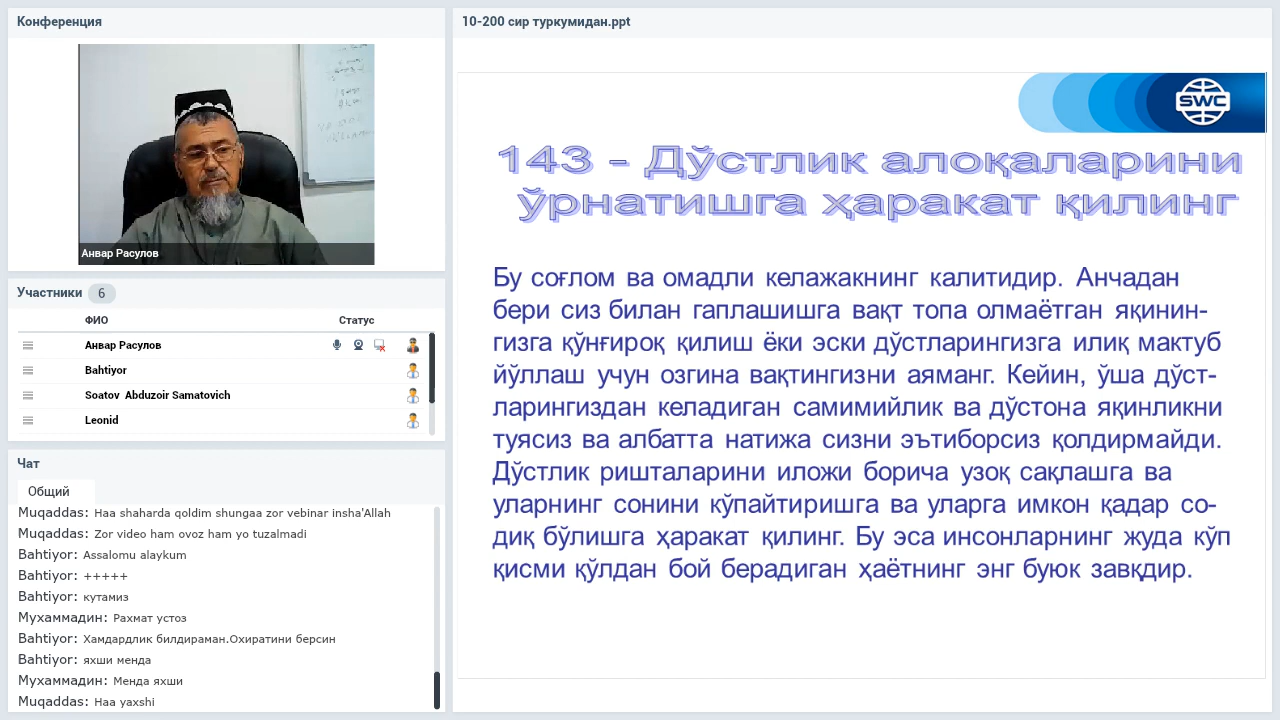 Конференция
Анвар Расулов
Участники 6
ФИО Статус
Анвар Расулов
Bahtiyor
Soatov Abduzoir Samatovich
Leonid
Чат
Общий
Muqaddas: Haa shaharda qoldim shungaa zor vebinar insha'Allah
Muqaddas: Zor video ham ovoz ham yo tuzalmadi
Bahtiyor: Assalomu alaykum
Bahtiyor: +++++
Bahtiyor: кутамиз
Мухаммадин: Рахмат устоз
Bahtiyor: Хамдардлик билдираман.Охиратини берсин
Bahtiyor: яхши менда
Мухаммадин: Менда яхши
Muqaddas: Haa yaxshi
10-200 сир туркумидан.ppt
SWC
143 - Дўстлик алоқаларини
ўрнатишга ҳаракат қилинг
Бу соғлом ва омадли келажакнинг калитидир. Анчадан
бери сиз билан гаплашишга вақт топа олмаётган яқинин-
гизга қўнғироқ қилиш ёки эски дўстларингизга илиқ мактуб
йўллаш учун озгина вақтингизни аяманг. Кейин, ўша дўст-
ларингиздан келадиган самимийлик ва дўстона яқинликни
туясиз ва албатта натижа сизни эътиборсиз қолдирмайди.
Дўстлик ришталарини иложи борича узоқ сақлашга ва
уларнинг сонини кўпайтиришга ва уларга имкон қадар со-
диқ бўлишга ҳаракат қилинг. Бу эса инсонларнинг жуда кўп
қисми қўлдан бой берадиган ҳаётнинг энг буюк завқдир.